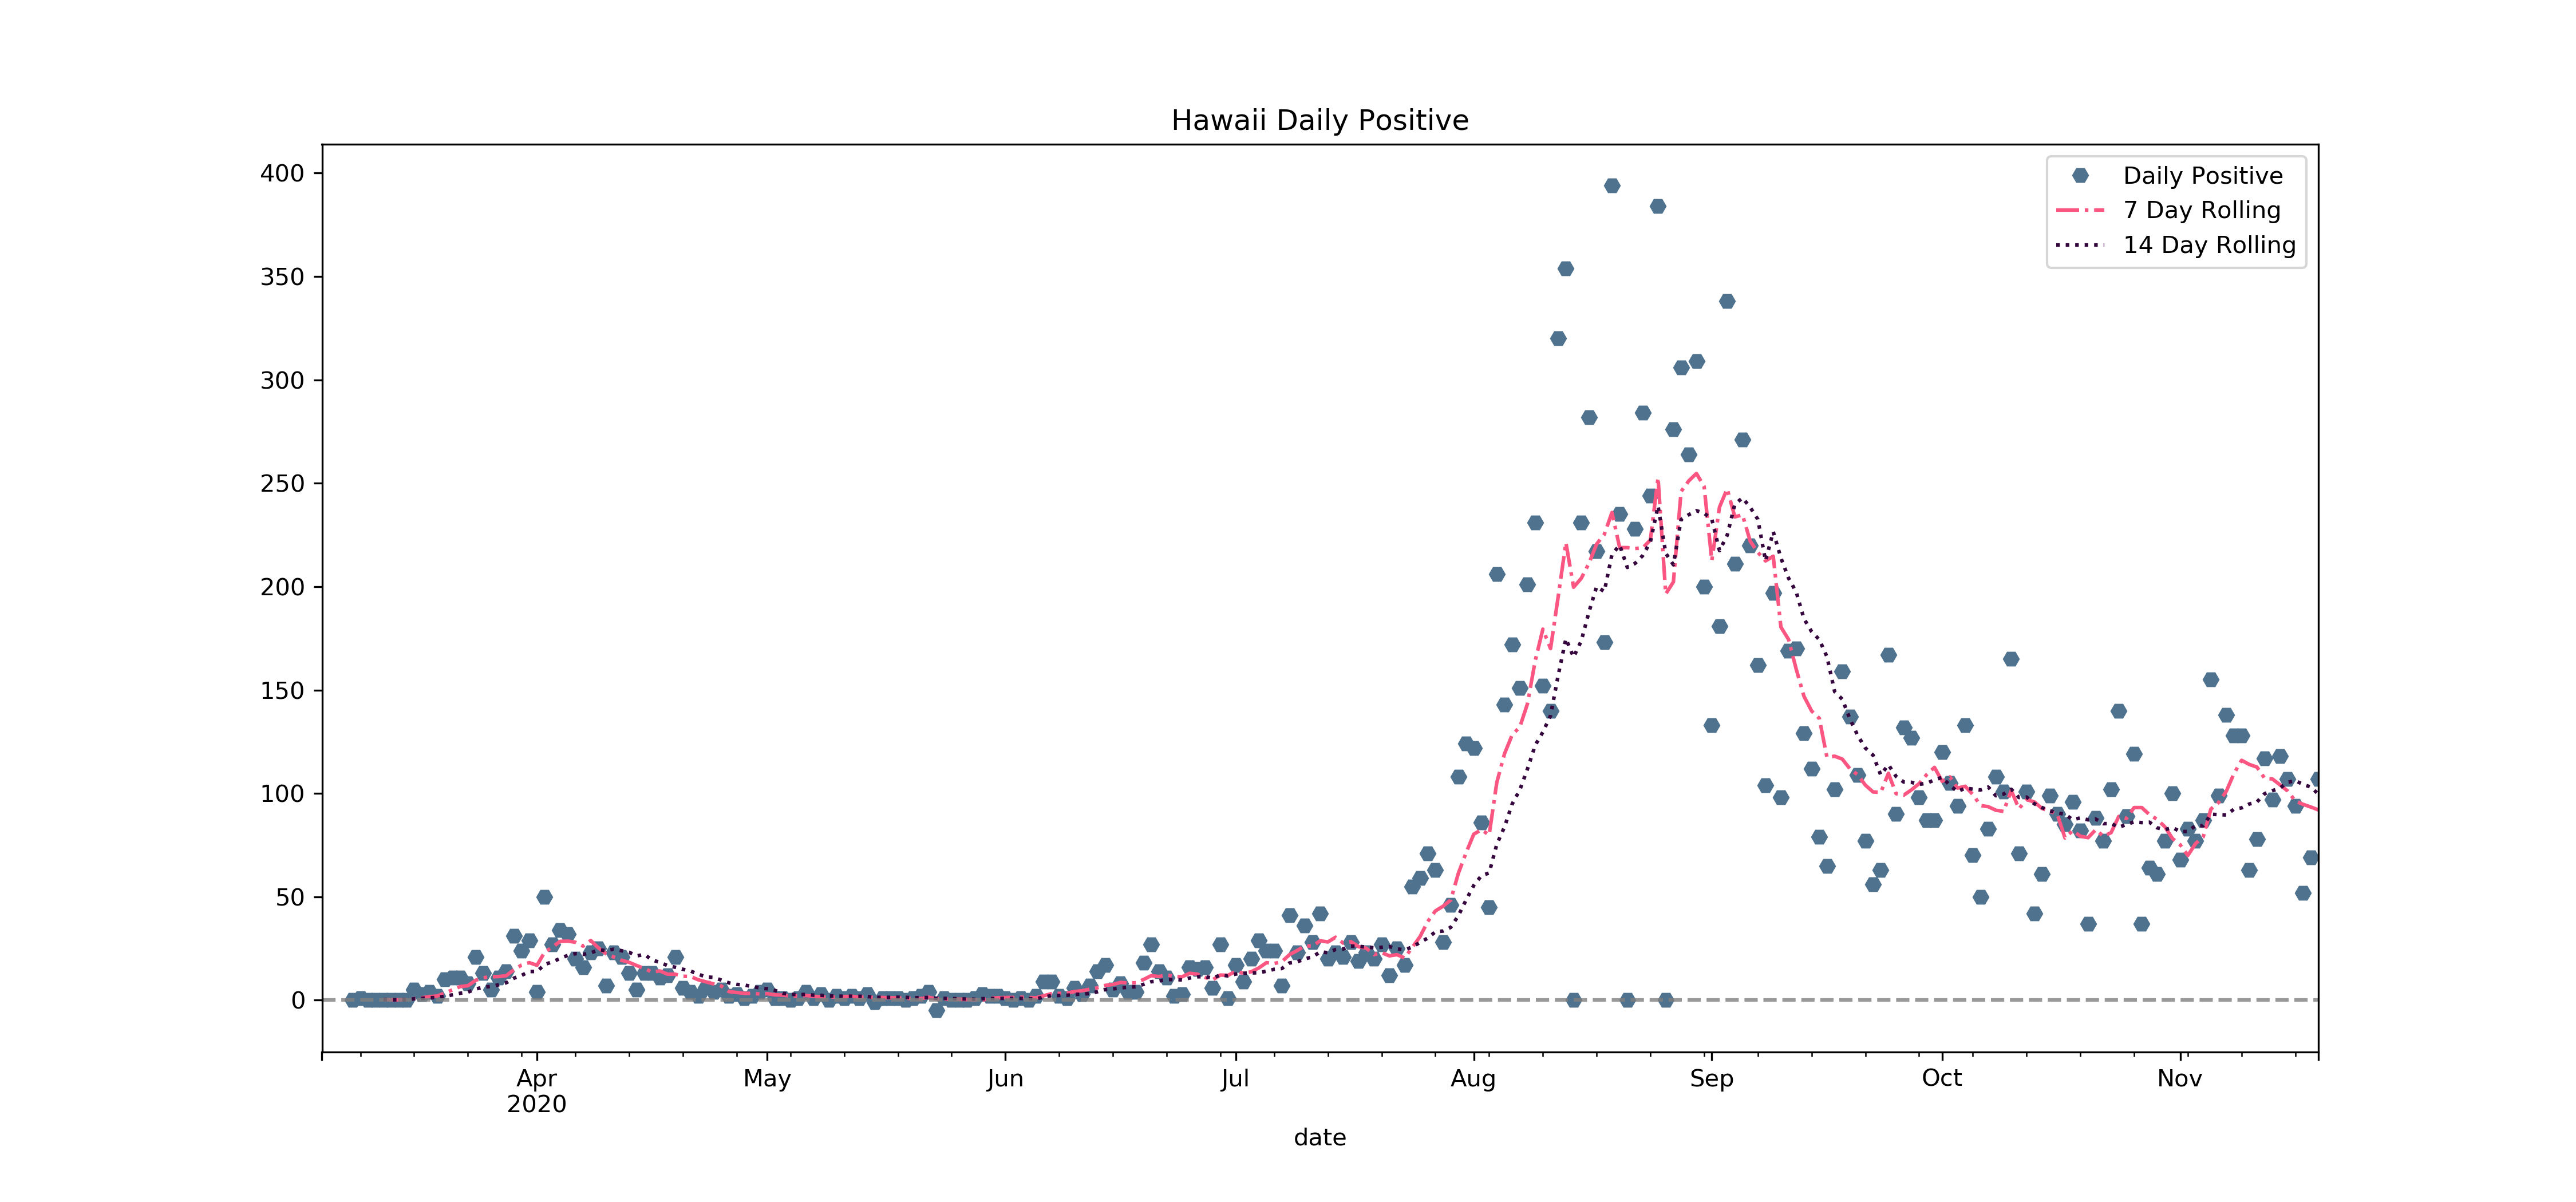 Hawaii Daily Positive
400
350
300
250
200
150
100
50
0
Daily Positive
7 Day Rolling
14 Day Rolling
Apr May Jun Jul Aug Sep Oct Nov
2020
date